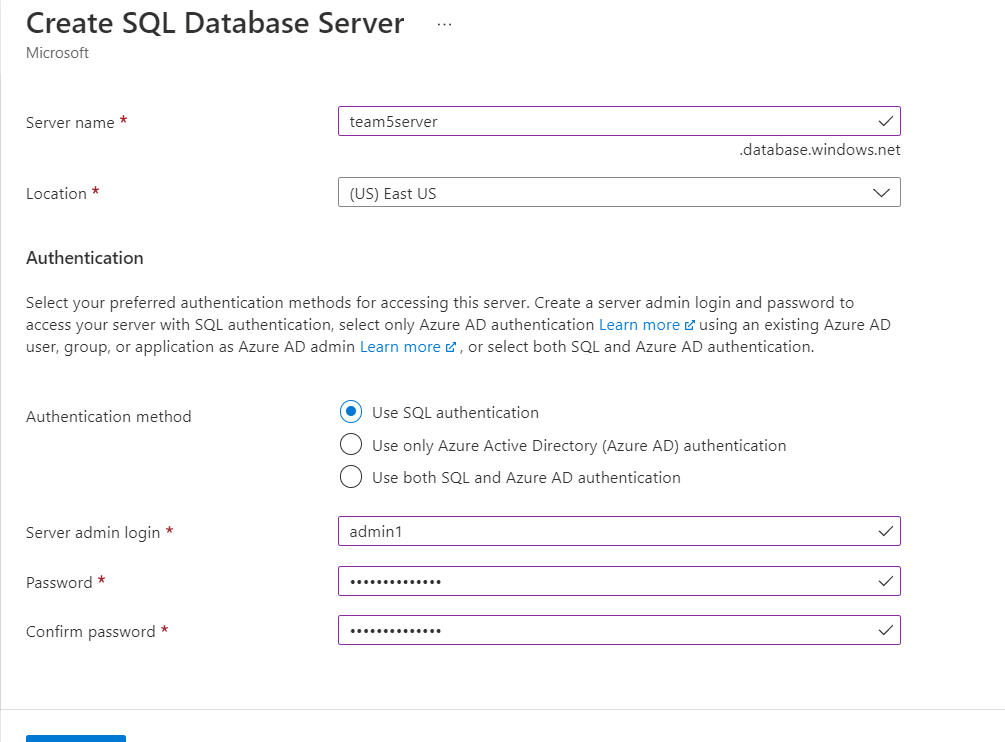 Create SQL Database Server ...
Microsoft
Server name *
team5server
.database.windows.net
Location *
(US) East US
Authentication
Select your preferred authentication methods for accessing this server. Create a server admin login and password to
access your server with SQL authentication, select only Azure AD authentication Learn more using an existing Azure AD
user, group, or application as Azure AD admin Learn more , or select both SQL and Azure AD authentication.
Authentication method
Use SQL authentication
Use only Azure Active Directory (Azure AD) authentication
Use both SQL and Azure AD authentication
Server admin login *
admin1
Password *
••••••••••••••
Confirm password *
••••••••••••••